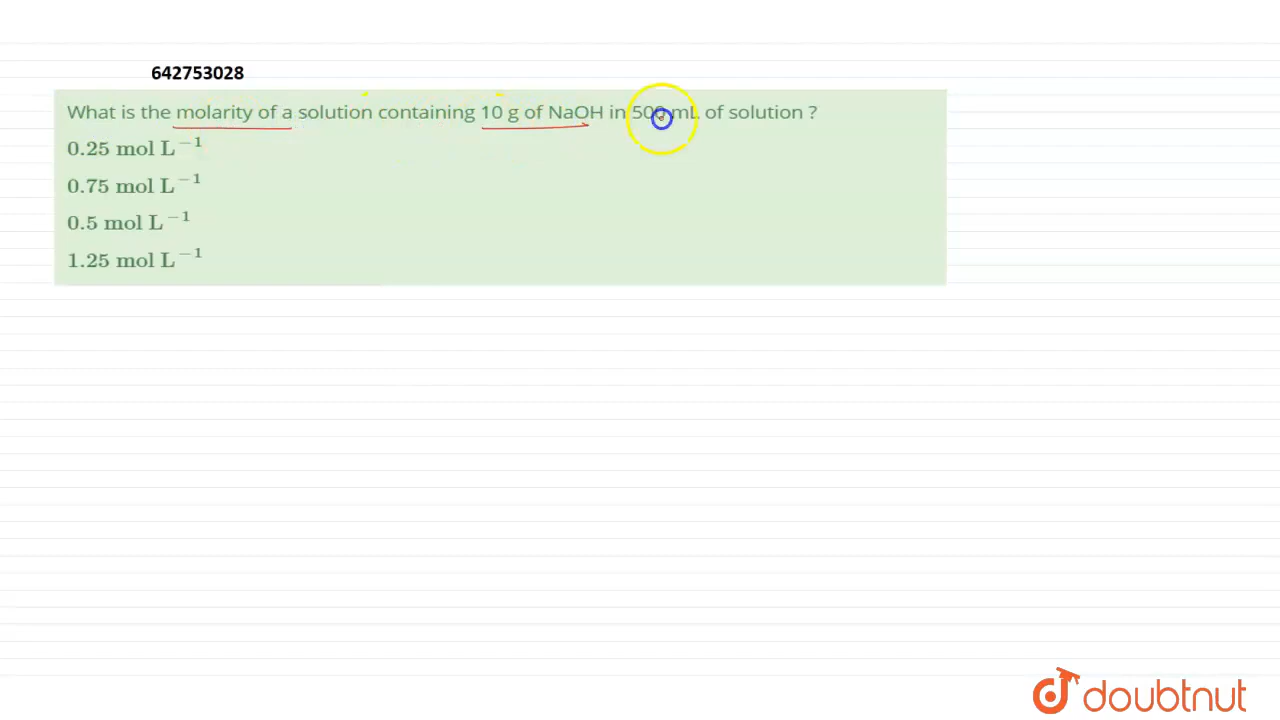 642753028
What is the molarity of a solution containing 10 g of NaOH in 500 mL of solution ?
0.25 mol L⁻¹
0.75 mol L⁻¹
0.5 mol L⁻¹
1.25 mol L⁻¹
doubtnut